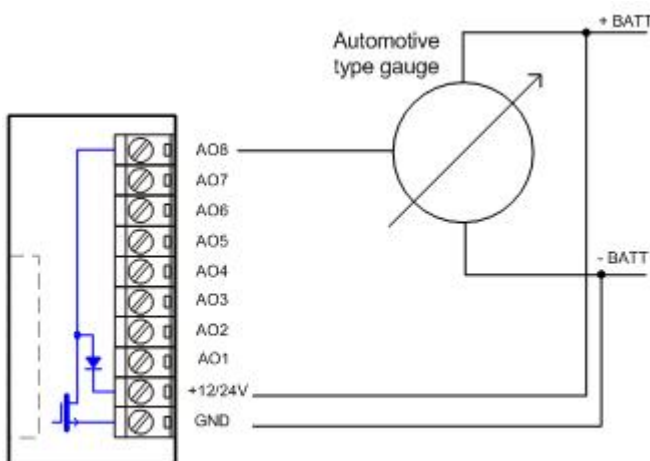 + BATT
Automotive
type gauge
AO8
AO7
AO6
AO5
AO4
- BATT
AO3
AO2
AO1
+12/24V
GND